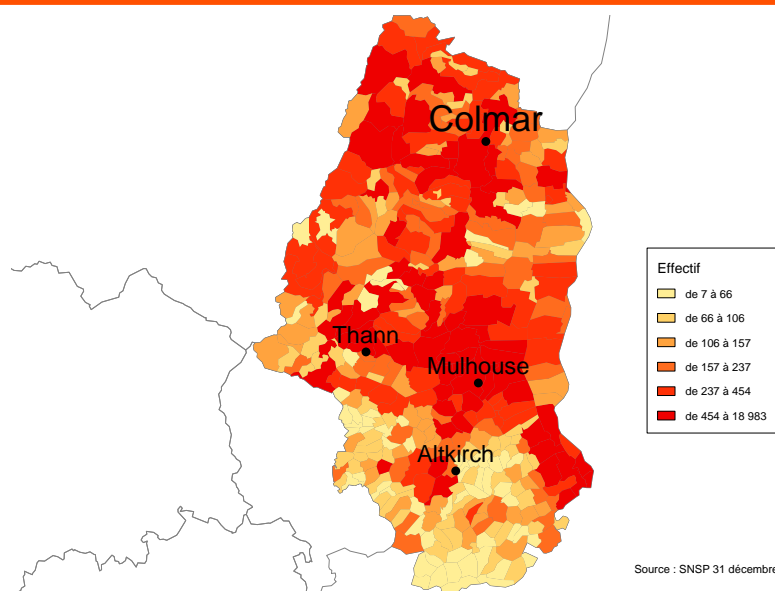 Colmar
Thann
Mulhouse
Altkirch
Effectif
de 7 à 66
de 66 à 106
de 106 à 157
de 157 à 237
de 237 à 454
de 454 à 18 983
Source : SNSP 31 décembre